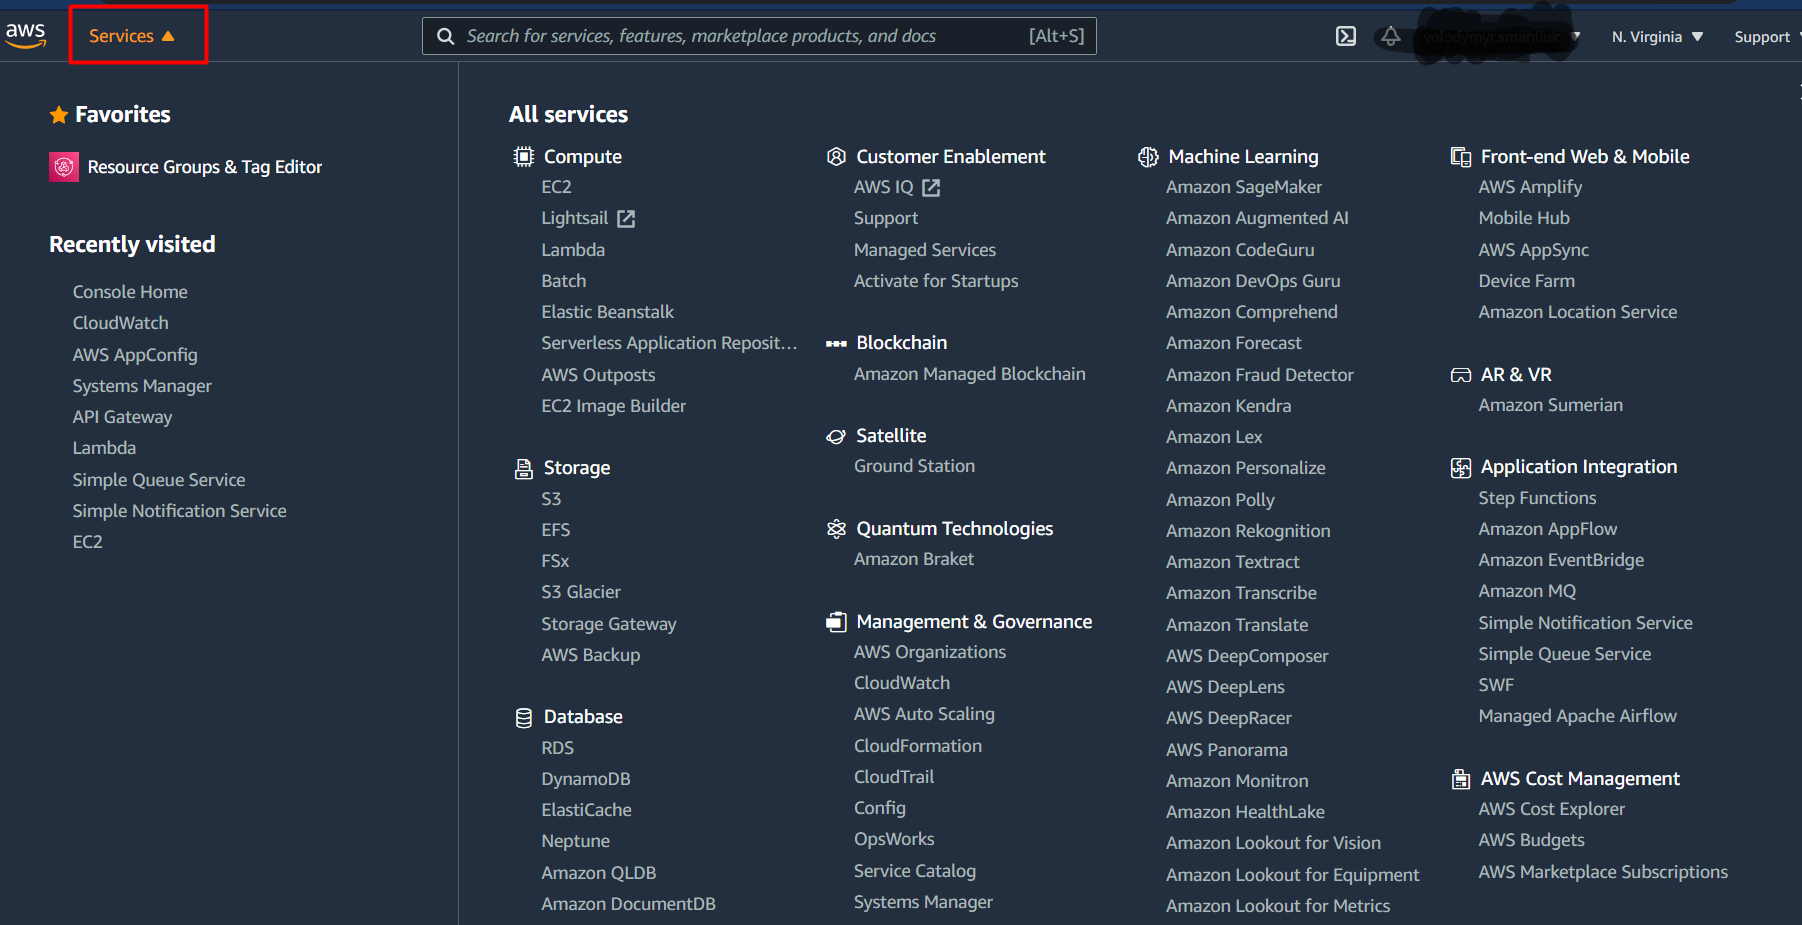 aws
Services
Search for services, features, marketplace products, and docs [Alt+S]
N. Virginia
Support
Favorites
Resource Groups & Tag Editor
Recently visited
Console Home
CloudWatch
AWS AppConfig
Systems Manager
API Gateway
Lambda
Simple Queue Service
Simple Notification Service
EC2
All services
Compute
EC2
Lightsail
Lambda
Batch
Elastic Beanstalk
Serverless Application Reposit...
AWS Outposts
EC2 Image Builder
Storage
S3
EFS
FSx
S3 Glacier
Storage Gateway
AWS Backup
Database
RDS
DynamoDB
ElastiCache
Neptune
Amazon QLDB
Amazon DocumentDB
Customer Enablement
AWS IQ
Support
Managed Services
Activate for Startups
Blockchain
Amazon Managed Blockchain
Satellite
Ground Station
Quantum Technologies
Amazon Braket
Management & Governance
AWS Organizations
CloudWatch
AWS Auto Scaling
CloudFormation
CloudTrail
Config
OpsWorks
Service Catalog
Systems Manager
Machine Learning
Amazon SageMaker
Amazon Augmented AI
Amazon CodeGuru
Amazon DevOps Guru
Amazon Comprehend
Amazon Forecast
Amazon Fraud Detector
Amazon Kendra
Amazon Lex
Amazon Personalize
Amazon Polly
Amazon Rekognition
Amazon Textract
Amazon Transcribe
Amazon Translate
AWS DeepComposer
AWS DeepLens
AWS DeepRacer
AWS Panorama
Amazon Monitron
Amazon HealthLake
Amazon Lookout for Vision
Amazon Lookout for Equipment
Amazon Lookout for Metrics
Front-end Web & Mobile
AWS Amplify
Mobile Hub
AWS AppSync
Device Farm
Amazon Location Service
AR & VR
Amazon Sumerian
Application Integration
Step Functions
Amazon AppFlow
Amazon EventBridge
Amazon MQ
Simple Notification Service
Simple Queue Service
SWF
Managed Apache Airflow
AWS Cost Management
AWS Cost Explorer
AWS Budgets
AWS Marketplace Subscriptions